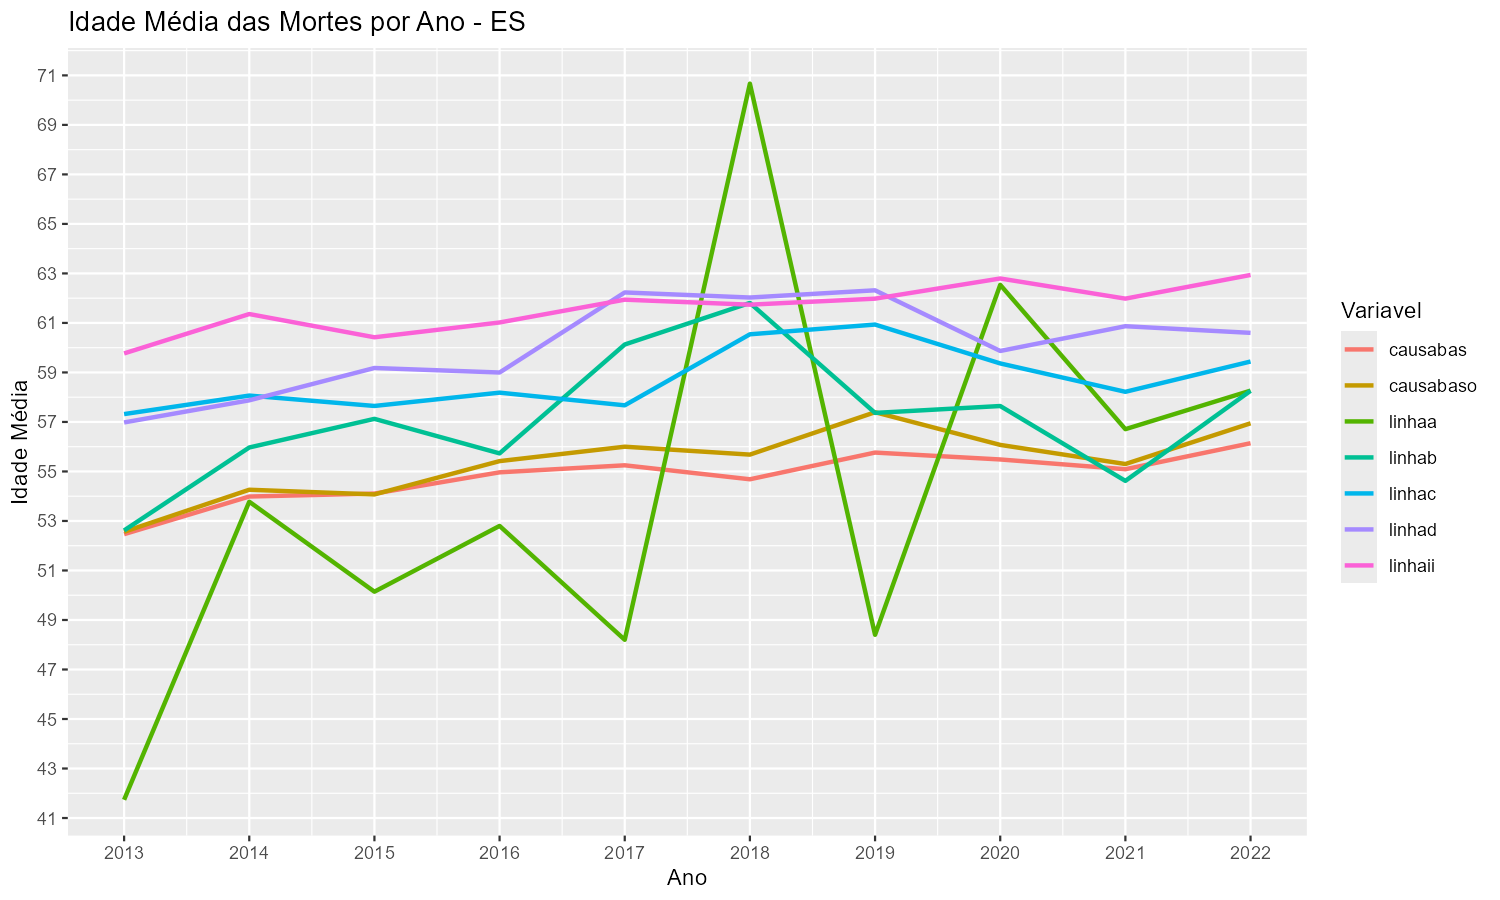 Idade Média das Mortes por Ano - ES
Idade Média
71
69
67
65
63
61
59
57
55
53
51
49
47
45
43
41
2013 2014 2015 2016 2017 2018 2019 2020 2021 2022
Ano
Variavel
causabas
causabaso
linhaa
linhab
linhac
linhad
linhaii